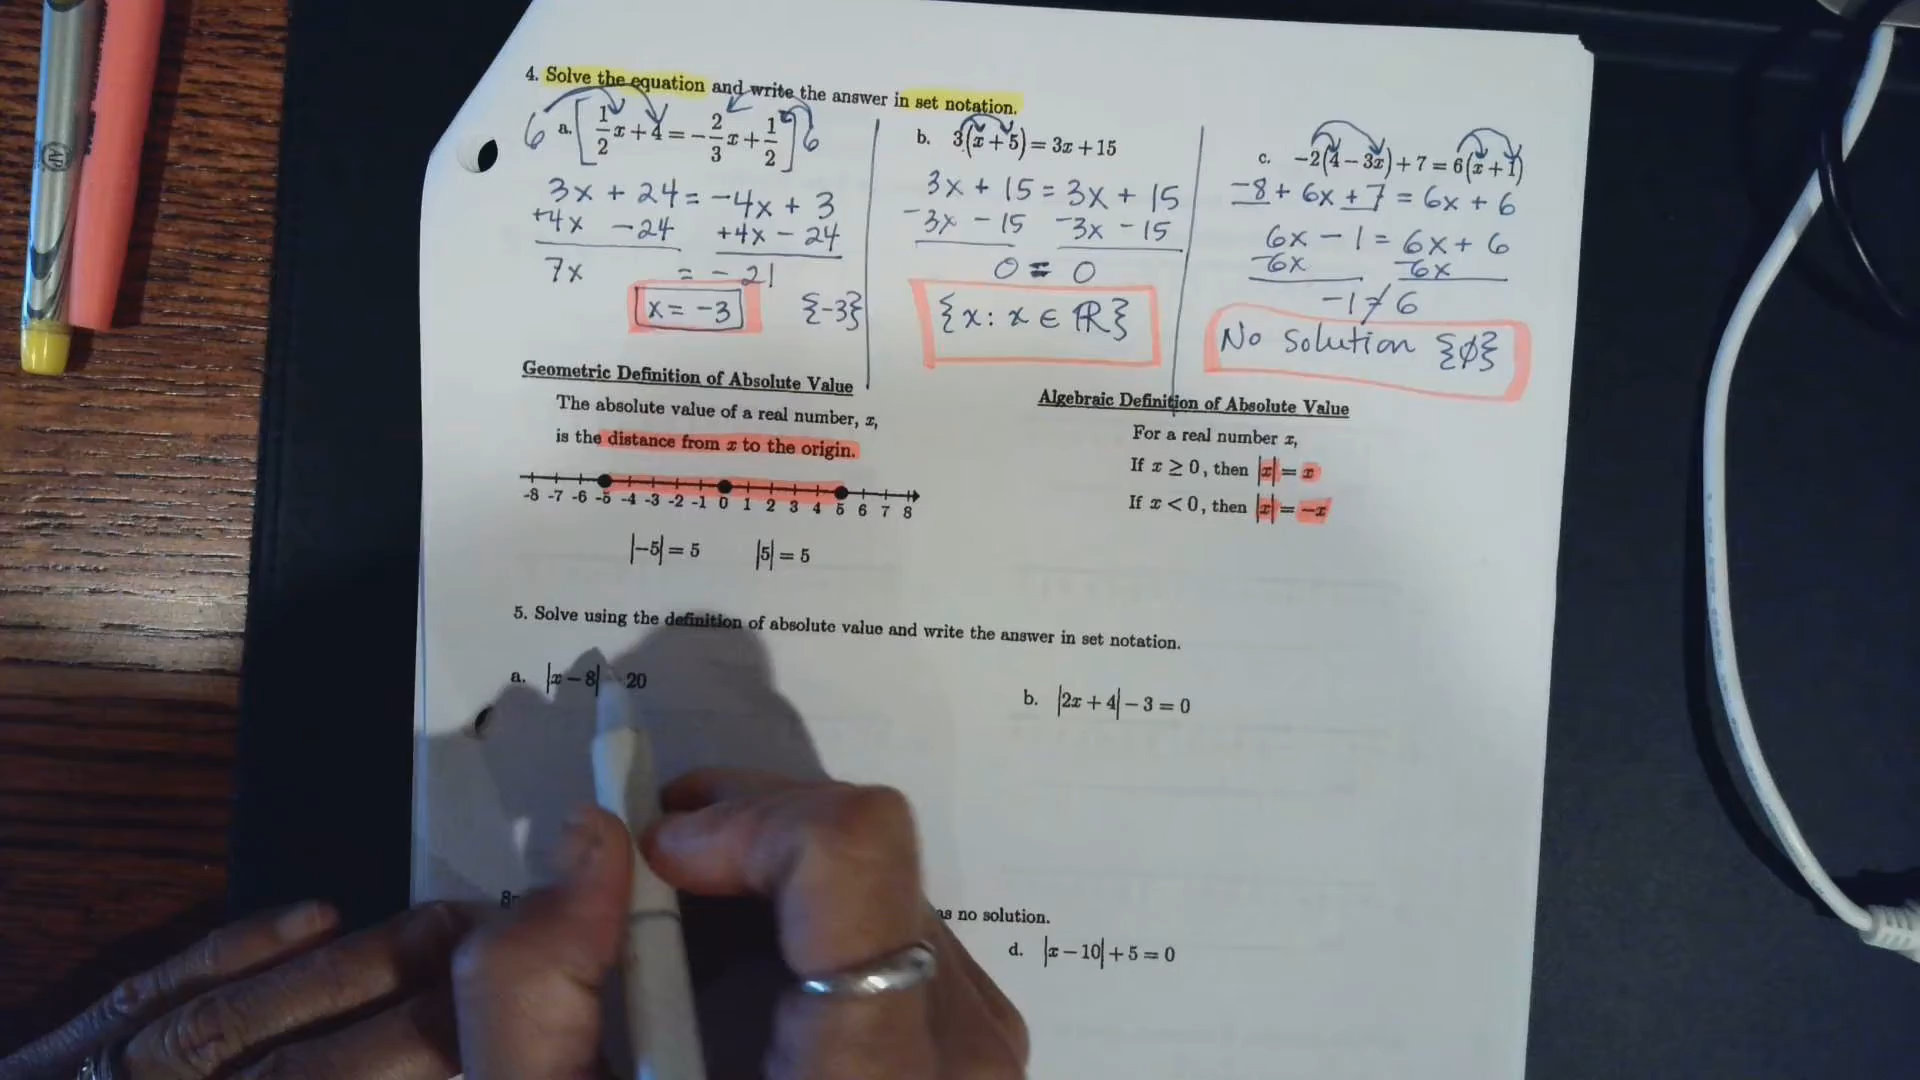 4. Solve the equation and write the answer in set notation.
6 a. [ 1/2 x + 4 = - 2/3 x + 1/2 ] 6
3x + 24 = -4x + 3
+4x - 24 +4x - 24
7x = -21
x = -3 {-3}
b. 3(x + 5) = 3x + 15
3x + 15 = 3x + 15
-3x - 15 -3x - 15
0 = 0
{x: x ∈ ℝ}
c. -2(4 - 3x) + 7 = 6(x + 1)
-8 + 6x + 7 = 6x + 6
6x - 1 = 6x + 6
-6x -6x
-1 ≠ 6
No solution {∅}
Geometric Definition of Absolute Value
The absolute value of a real number, x,
is the distance from x to the origin.
-8 -7 -6 -5 -4 -3 -2 -1 0 1 2 3 4 5 6 7 8
|-5| = 5 |5| = 5
Algebraic Definition of Absolute Value
For a real number x,
If x ≥ 0, then |x| = x
If x < 0, then |x| = -x
5. Solve using the definition of absolute value and write the answer in set notation.
a. |x - 8| 20
b. |2x + 4| - 3 = 0
no solution.
d. |x - 10| + 5 = 0